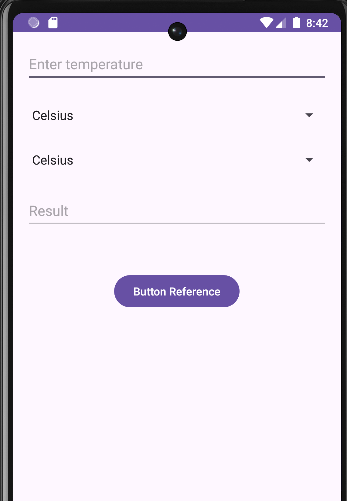 8:42
Enter temperature
Celsius
Celsius
Result
Button Reference